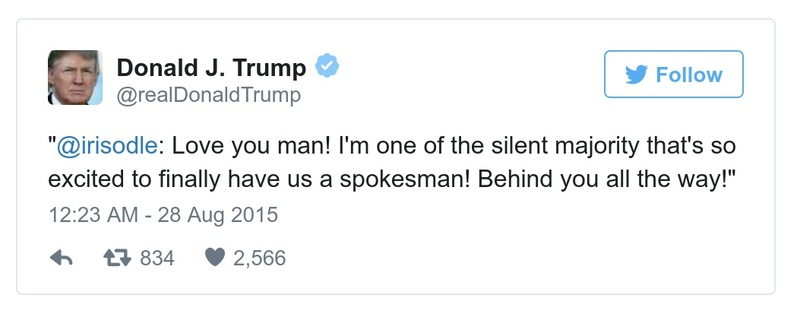 Donald J. Trump
@realDonaldTrump
Follow
"@irisodle: Love you man! I'm one of the silent majority that's so
excited to finally have us a spokesman! Behind you all the way!"
12:23 AM - 28 Aug 2015
834 2,566